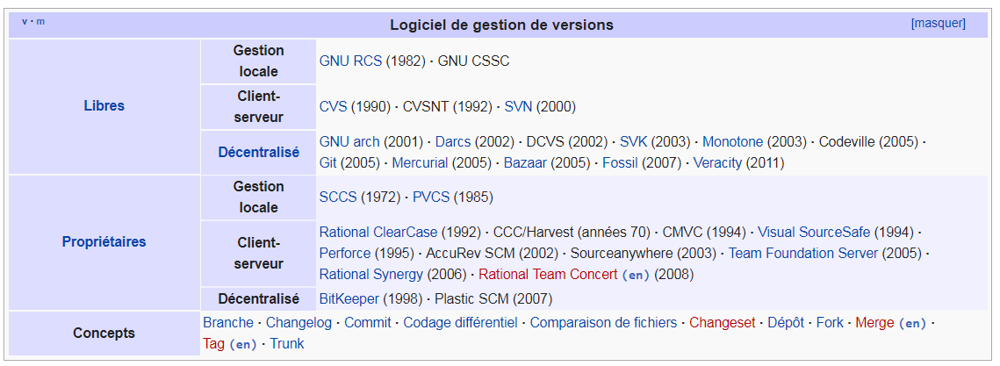 v · m Logiciel de gestion de versions [masquer]
Libres
Gestion locale
GNU RCS (1982) · GNU CSSC
Client-serveur
CVS (1990) · CVSNT (1992) · SVN (2000)
Décentralisé
GNU arch (2001) · Darcs (2002) · DCVS (2002) · SVK (2003) · Monotone (2003) · Codeville (2005) ·
Git (2005) · Mercurial (2005) · Bazaar (2005) · Fossil (2007) · Veracity (2011)
Propriétaires
Gestion locale
SCCS (1972) · PVCS (1985)
Client-serveur
Rational ClearCase (1992) · CCC/Harvest (années 70) · CMVC (1994) · Visual SourceSafe (1994) ·
Perforce (1995) · AccuRev SCM (2002) · Sourceanywhere (2003) · Team Foundation Server (2005) ·
Rational Synergy (2006) · Rational Team Concert (en) (2008)
Décentralisé
BitKeeper (1998) · Plastic SCM (2007)
Concepts
Branche · Changelog · Commit · Codage différentiel · Comparaison de fichiers · Changeset · Dépôt · Fork · Merge (en) ·
Tag (en) · Trunk